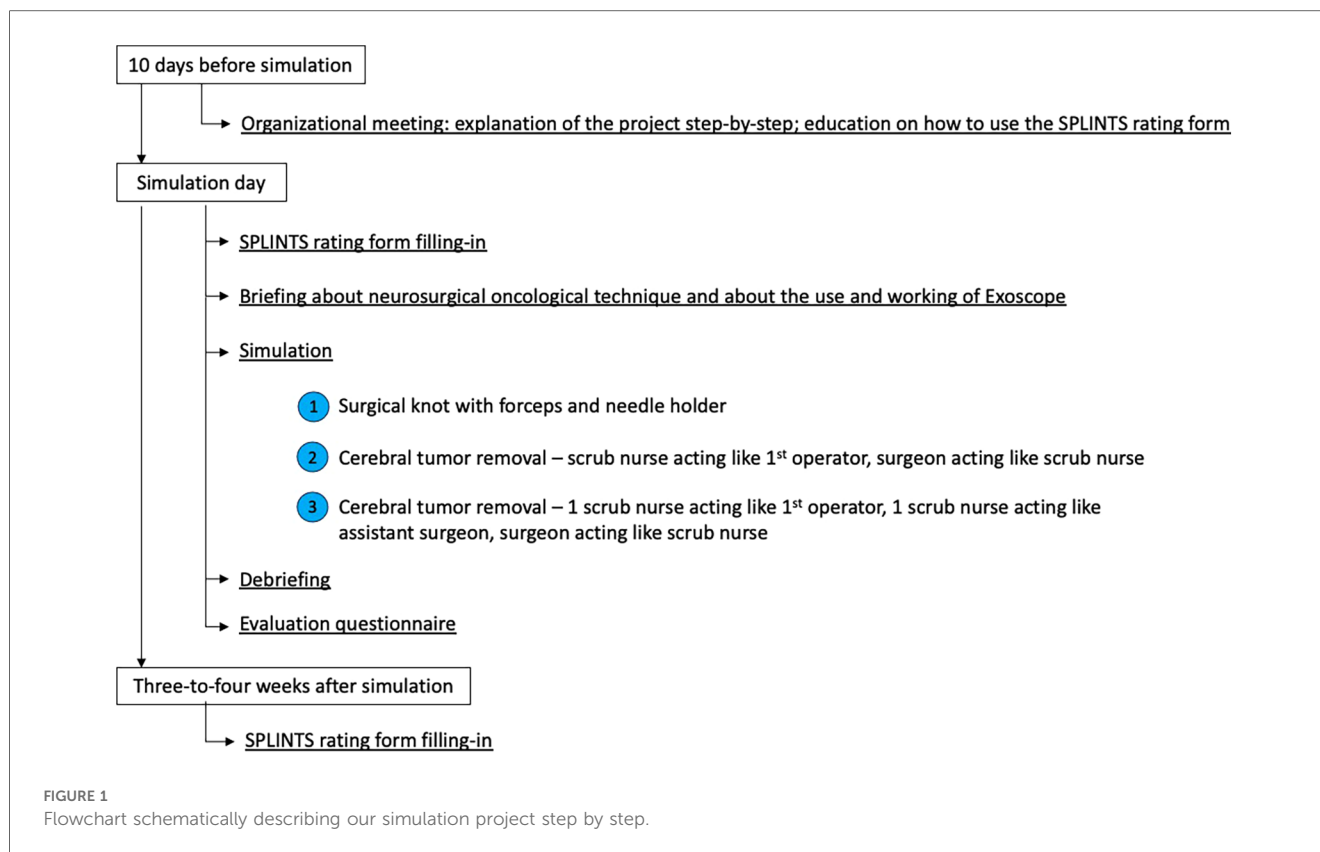 10 days before simulation
Organizational meeting: explanation of the project step-by-step; education on how to use the SPLINTS rating form
Simulation day
SPLINTS rating form filling-in
Briefing about neurosurgical oncological technique and about the use and working of Exoscope
Simulation
1 Surgical knot with forceps and needle holder
2 Cerebral tumor removal – scrub nurse acting like 1st operator, surgeon acting like scrub nurse
3 Cerebral tumor removal – 1 scrub nurse acting like 1st operator, 1 scrub nurse acting like
assistant surgeon, surgeon acting like scrub nurse
Debriefing
Evaluation questionnaire
Three-to-four weeks after simulation
SPLINTS rating form filling-in
FIGURE 1
Flowchart schematically describing our simulation project step by step.